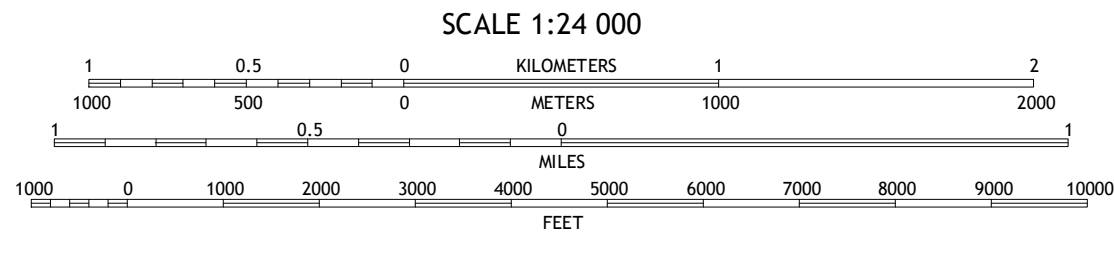 SCALE 1:24 000
1 0.5 0 KILOMETERS 1 2
1000 500 0 METERS 1000 2000
1 0.5 0 1
MILES
1000 0 1000 2000 3000 4000 5000 6000 7000 8000 9000 10000
FEET